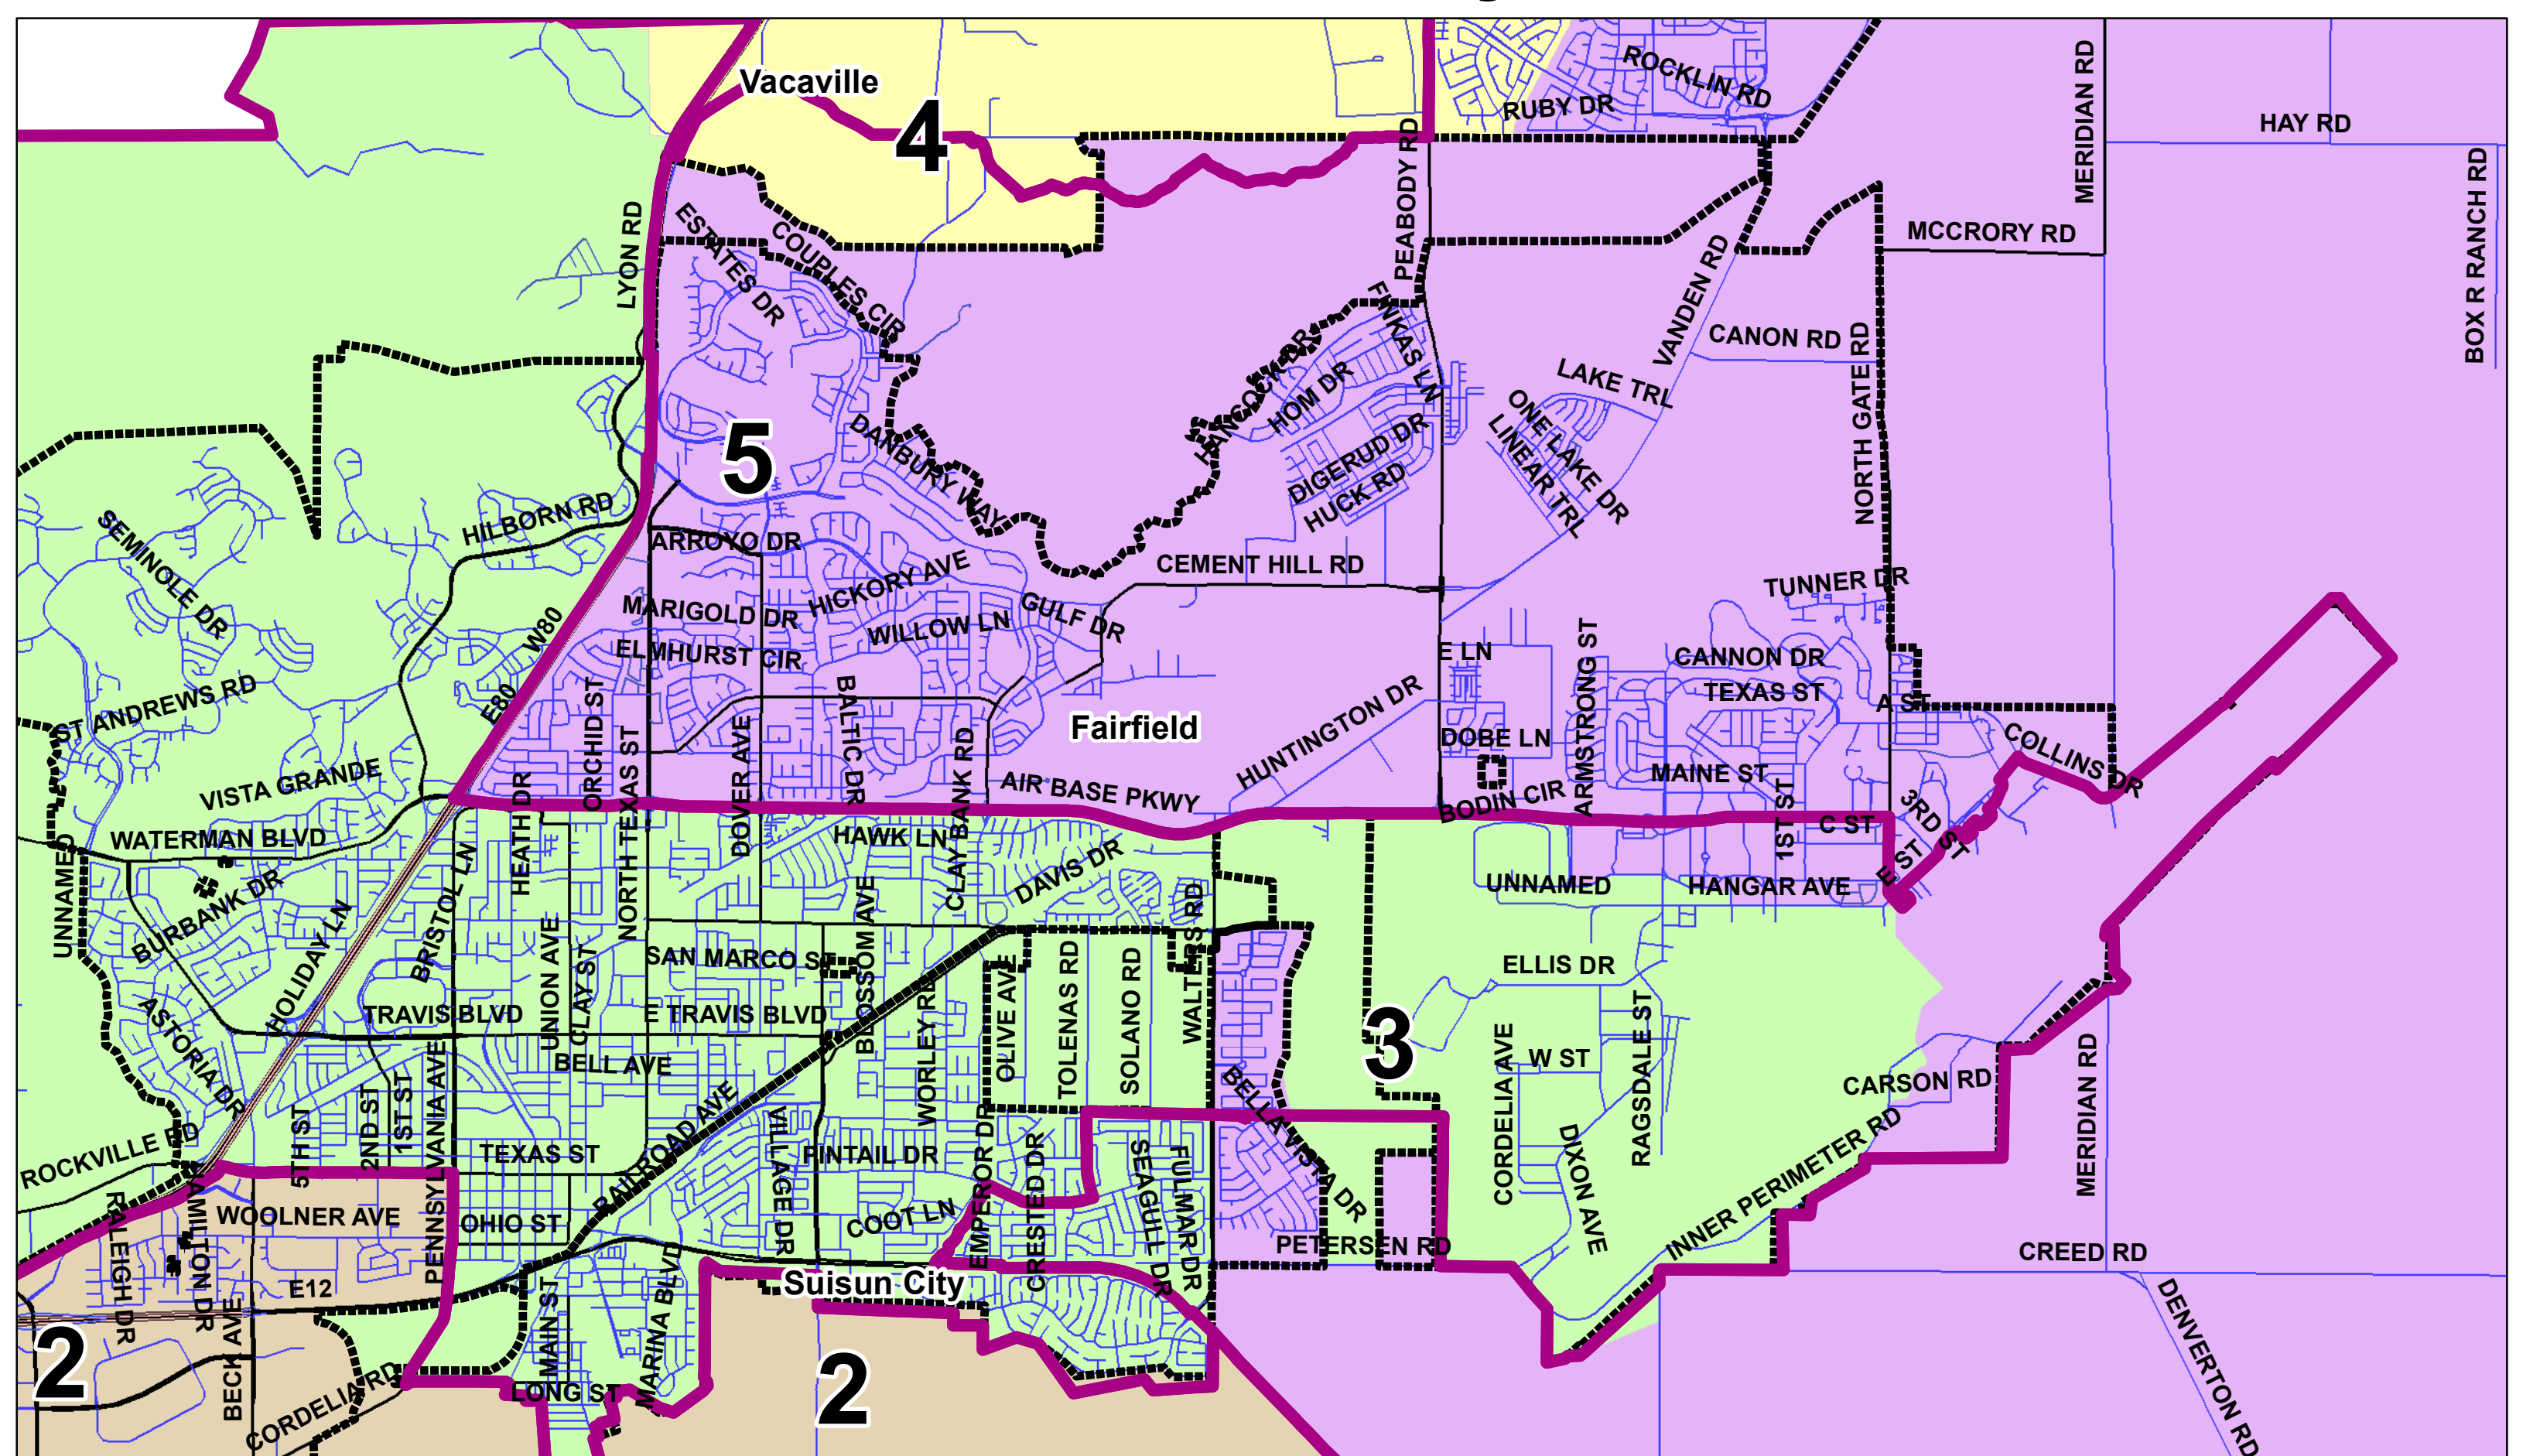 Vacaville
4
ROCKLIN RD
RUBY DR
MERIDIAN RD
HAY RD
PEABODY RD
BOX R RANCH RD
LYON RD
ESTATES DR
COUPLES CIR
MCCRORY RD
VANDEN RD
FINKAS LN
CANON RD
NORTH GATE RD
HANCOCK DR
HOM DR
LAKE TRL
ONE LAKE DR
LINEAR TRL
5
DANBURY WAY
DIGERUD DR
HUCK RD
HILBORN RD
SEMINOLE DR
ARROYO DR
HICKORY AVE
CEMENT HILL RD
TUNNER DR
MARIGOLD DR
GULF DR
WILLOW LN
W80
E80
ELMHURST CIR
E LN
CANNON DR
TEXAS ST
A ST
ST ANDREWS RD
ORCHID ST
NORTH TEXAS ST
BALTIC DR
DOVER AVE
CLAY BANK RD
Fairfield
HUNTINGTON DR
ARMSTRONG ST
DOBE LN
COLLINS DR
VISTA GRANDE
HEATH DR
AIR BASE PKWY
MAINE ST
BODIN CIR
1ST ST
C ST
3RD ST
E ST
WATERMAN BLVD
UNNAMED
HAWK LN
DAVIS DR
UNNAMED
HANGAR AVE
BURBANK DR
HOLIDAY LN
BRISTOL LN
UNION AVE
CLAY ST
SAN MARCO ST
BLOSSOM AVE
WORLEY RD
OLIVE AVE
TOLENAS RD
SOLANO RD
WALTERS RD
ELLIS DR
ASTORIA DR
TRAVIS BLVD
E TRAVIS BLVD
3
BELL AVE
W ST
CORDELIA AVE
RAGSDALE ST
CARSON RD
MERIDIAN RD
ROCKVILLE RD
5TH ST
2ND ST
1ST ST
PENNSYLVANIA AVE
TEXAS ST
RAILROAD AVE
VILLAGE DR
PINTAIL DR
EMPEROR DR
CRESTED DR
SEAGULL DR
FULMAR DR
BELLA VISTA DR
DIXON AVE
INNER PERIMETER RD
RALEIGH DR
HAMILTON DR
WOOLNER AVE
OHIO ST
COOT LN
PETERSEN RD
CREED RD
E12
Suisun City
2
BECK AVE
MAIN ST
MARINA BLVD
2
LONG ST
CORDELIA RD
DENVERTON RD